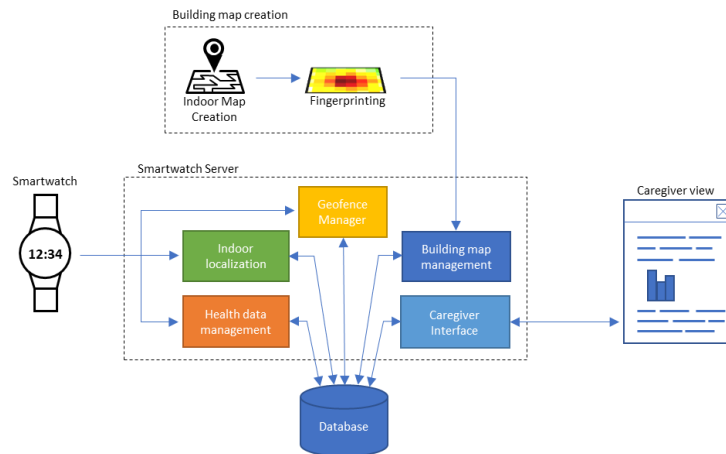 Building map creation
Indoor Map
Creation
Fingerprinting
Smartwatch
12:34
Smartwatch Server
Geofence
Manager
Indoor
localization
Building map
management
Health data
management
Caregiver
Interface
Caregiver view
Database